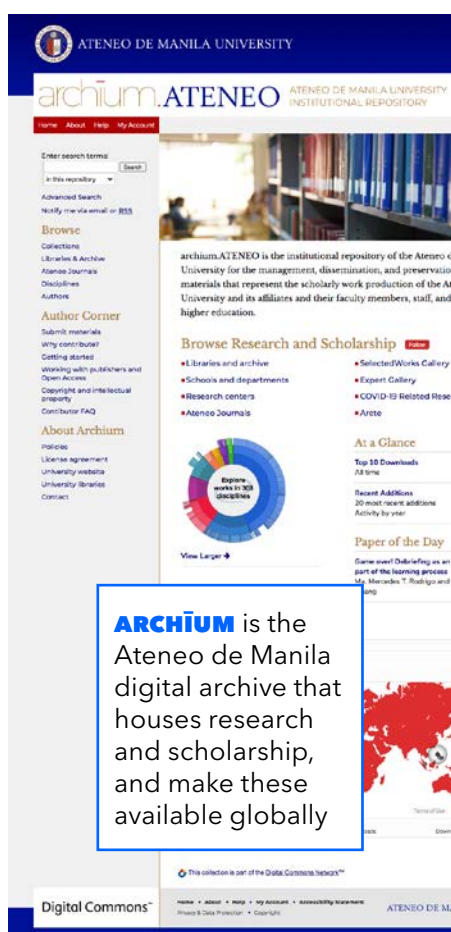 ATENEO DE MANILA UNIVERSITY
archīum.ATENEO
ATENEO DE MANILA UNIVERSITY
INSTITUTIONAL REPOSITORY
Home About Help My Account
Enter search terms:
Search
in this repository
Advanced Search
Notify me via email or RSS
Browse
Collections
Libraries & Archive
Ateneo Journals
Disciplines
Authors
Author Corner
Submit materials
Why contribute?
Getting started
Working with publishers and
Open Access
Copyright and intellectual
property
Contibutor FAQ
About Archium
Policies
License agreement
University website
University libraries
Contact
archium.ATENEO is the institutional repository of the Ateneo
University for the management, dissemination, and
materials that represent the scholarly work production of the
University and its affiliates and their faculty members, staff, and
higher education.
Browse Research and Scholarship Follow
Libraries and archive
Schools and departments
Research centers
Ateneo Journals
SelectedWorks Gallery
Expert Gallery
COVID-19 Related
Arete
Explore
works in 303
disciplines
View Larger
At a Glance
Top 10 Downloads
All time
Recent Additions
20 most recent additions
Activity by year
Paper of the Day
Game over! Debriefing as an
part of the learning process
Ma. Mercedes T. Rodrigo and
ARCHĪUM is the
Ateneo de Manila
digital archive that
houses research
and scholarship,
and make these
available globally
Terms of Use
This collection is part of the Digital Commons Network™
Digital Commons™
Home • About • Help • My Account • Accessibility Statement
Privacy & Data Protection • Copyright
ATENEO DE